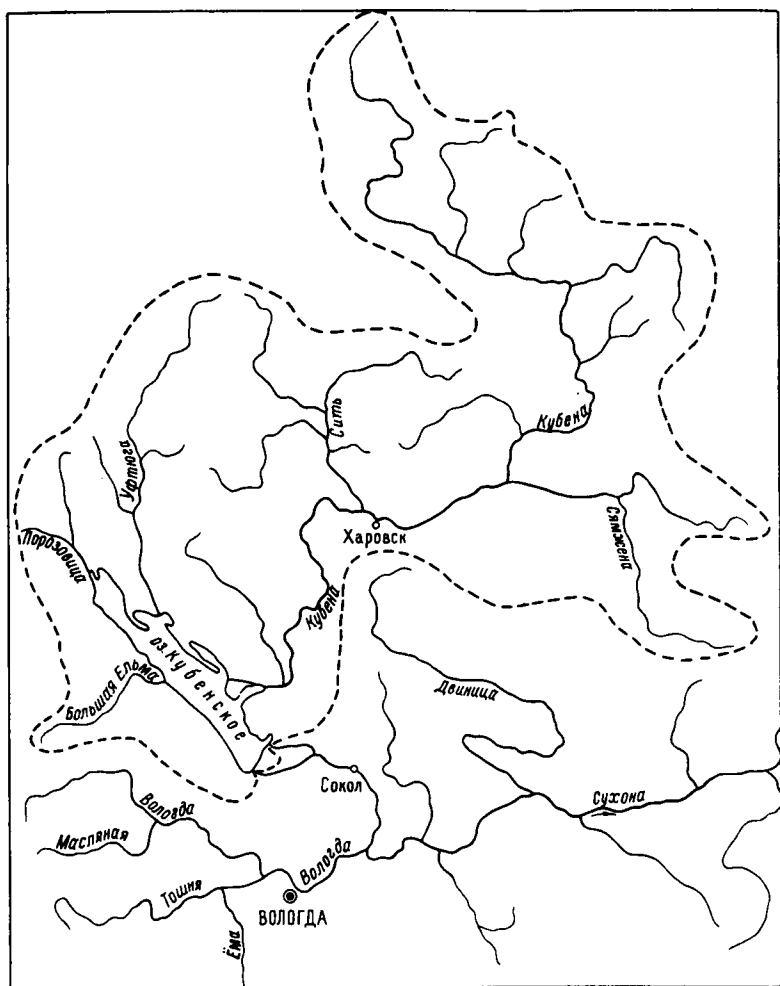 Кубена
Сить
Уфтюга
Харовск
Сямжена
Порозовица
Кубена
оз. Кубенское
Большая Ельма
Двиница
Сокол
Сухона
Вологда
Масляная
Вологда
Тошня
ВОЛОГДА
Ёма